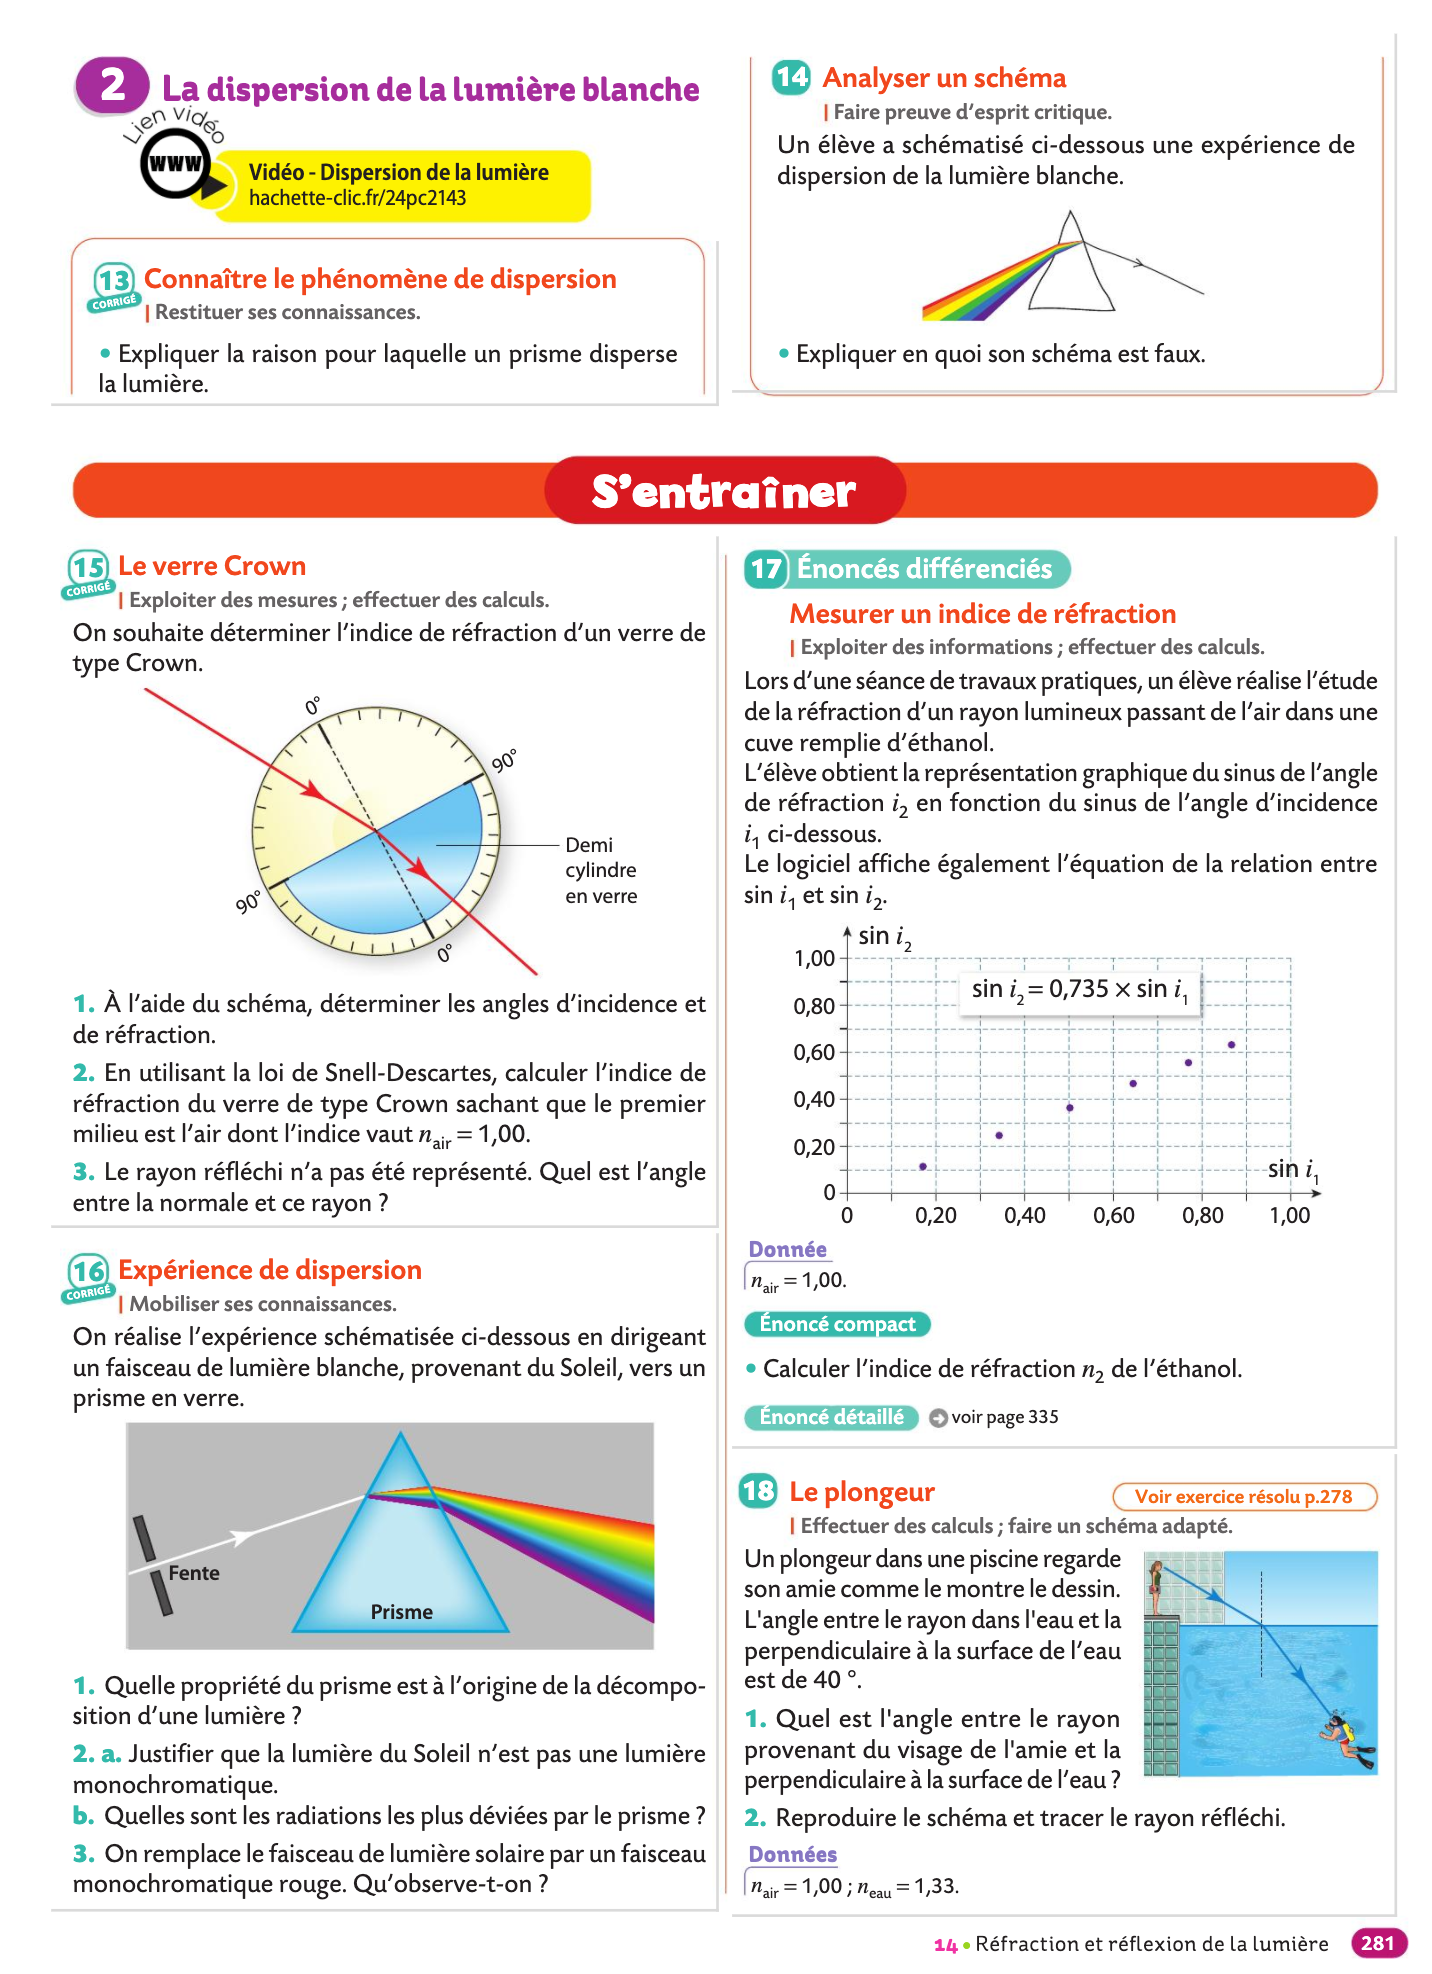 2 La dispersion de la lumière blanche
Lien vidéo
www
Vidéo - Dispersion de la lumière
hachette-clic.fr/24pc2143
13 Connaître le phénomène de dispersion
CORRIGÉ
Restituer ses connaissances.
• Expliquer la raison pour laquelle un prisme disperse
la lumière.
14 Analyser un schéma
Faire preuve d'esprit critique.
Un élève a schématisé ci-dessous une expérience de
dispersion de la lumière blanche.
• Expliquer en quoi son schéma est faux.
S'entraîner
15 Le verre Crown
CORRIGÉ
Exploiter des mesures ; effectuer des calculs.
On souhaite déterminer l'indice de réfraction d'un verre de
type Crown.
0°
90°
Demi
cylindre
en verre
90°
0°
1. À l'aide du schéma, déterminer les angles d'incidence et
de réfraction.
2. En utilisant la loi de Snell-Descartes, calculer l'indice de
réfraction du verre de type Crown sachant que le premier
milieu est l'air dont l'indice vaut n_air = 1,00.
3. Le rayon réfléchi n'a pas été représenté. Quel est l'angle
entre la normale et ce rayon ?
16 Expérience de dispersion
CORRIGÉ
Mobiliser ses connaissances.
On réalise l'expérience schématisée ci-dessous en dirigeant
un faisceau de lumière blanche, provenant du Soleil, vers un
prisme en verre.
Fente
Prisme
1. Quelle propriété du prisme est à l'origine de la décompo-
sition d'une lumière ?
2. a. Justifier que la lumière du Soleil n'est pas une lumière
monochromatique.
b. Quelles sont les radiations les plus déviées par le prisme ?
3. On remplace le faisceau de lumière solaire par un faisceau
monochromatique rouge. Qu'observe-t-on ?
17 Énoncés différenciés
Mesurer un indice de réfraction
Exploiter des informations ; effectuer des calculs.
Lors d'une séance de travaux pratiques, un élève réalise l'étude
de la réfraction d'un rayon lumineux passant de l'air dans une
cuve remplie d'éthanol.
L'élève obtient la représentation graphique du sinus de l'angle
de réfraction i₂ en fonction du sinus de l'angle d'incidence
i₁ ci-dessous.
Le logiciel affiche également l'équation de la relation entre
sin i₁ et sin i₂.
sin i₂
1,00
sin i₂ = 0,735 × sin i₁
0,80
0,60
0,40
0,20
sin i₁
0
0 0,20 0,40 0,60 0,80 1,00
Donnée
n_air = 1,00.
Énoncé compact
• Calculer l'indice de réfraction n₂ de l'éthanol.
Énoncé détaillé voir page 335
18 Le plongeur
Voir exercice résolu p.278
Effectuer des calculs ; faire un schéma adapté.
Un plongeur dans une piscine regarde
son amie comme le montre le dessin.
L'angle entre le rayon dans l'eau et la
perpendiculaire à la surface de l'eau
est de 40 °.
1. Quel est l'angle entre le rayon
provenant du visage de l'amie et la
perpendiculaire à la surface de l'eau ?
2. Reproduire le schéma et tracer le rayon réfléchi.
Données
n_air = 1,00 ; n_eau = 1,33.
14 • Réfraction et réflexion de la lumière 281